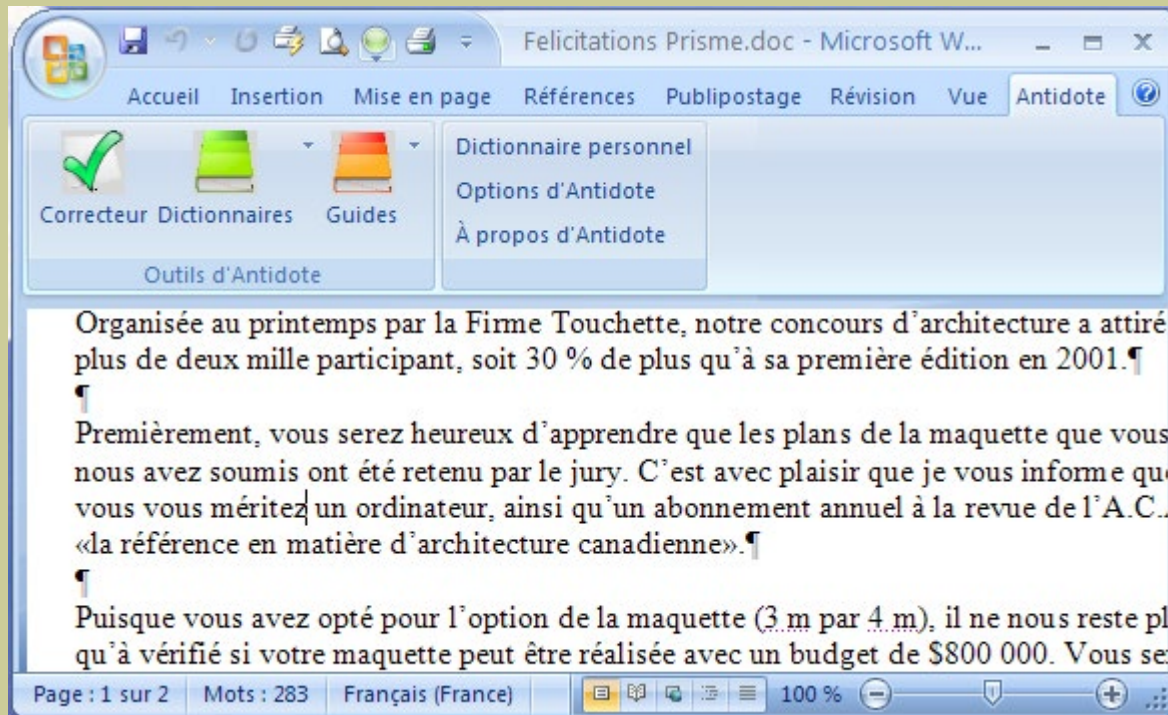 Felicitations Prisme.doc - Microsoft W...
Accueil Insertion Mise en page Références Publipostage Révision Vue Antidote
Correcteur Dictionnaires Guides
Dictionnaire personnel
Options d'Antidote
À propos d'Antidote
Outils d'Antidote
Organisée au printemps par la Firme Touchette, notre concours d'architecture a attiré
plus de deux mille participant, soit 30 % de plus qu'à sa première édition en 2001.¶
¶
Premièrement, vous serez heureux d'apprendre que les plans de la maquette que vous
nous avez soumis ont été retenu par le jury. C'est avec plaisir que je vous informe que
vous vous méritez un ordinateur, ainsi qu'un abonnement annuel à la revue de l'A.C.A
«la référence en matière d'architecture canadienne».¶
¶
Puisque vous avez opté pour l'option de la maquette (3 m par 4 m), il ne nous reste pl
qu'à vérifié si votre maquette peut être réalisée avec un budget de $800 000. Vous se
Page : 1 sur 2 Mots : 283 Français (France) 100 %